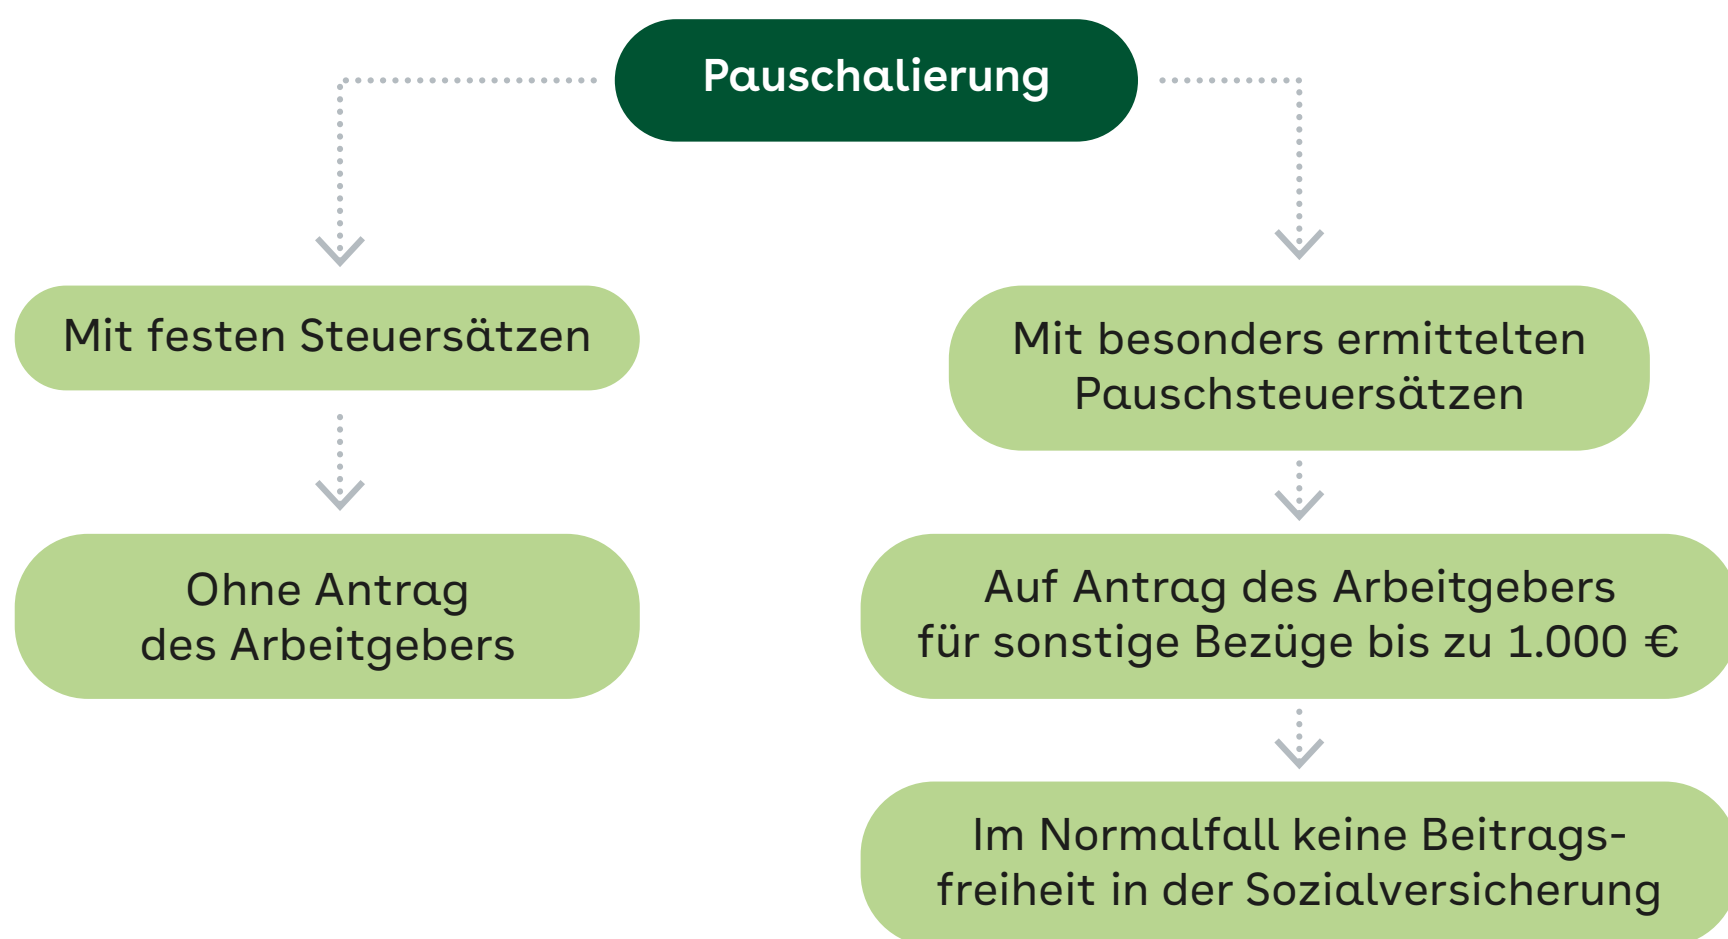 Pauschalierung
Mit festen Steuersätzen
Ohne Antrag
des Arbeitgebers
Mit besonders ermittelten
Pauschsteuersätzen
Auf Antrag des Arbeitgebers
für sonstige Bezüge bis zu 1.000 €
Im Normalfall keine Beitrags-
freiheit in der Sozialversicherung